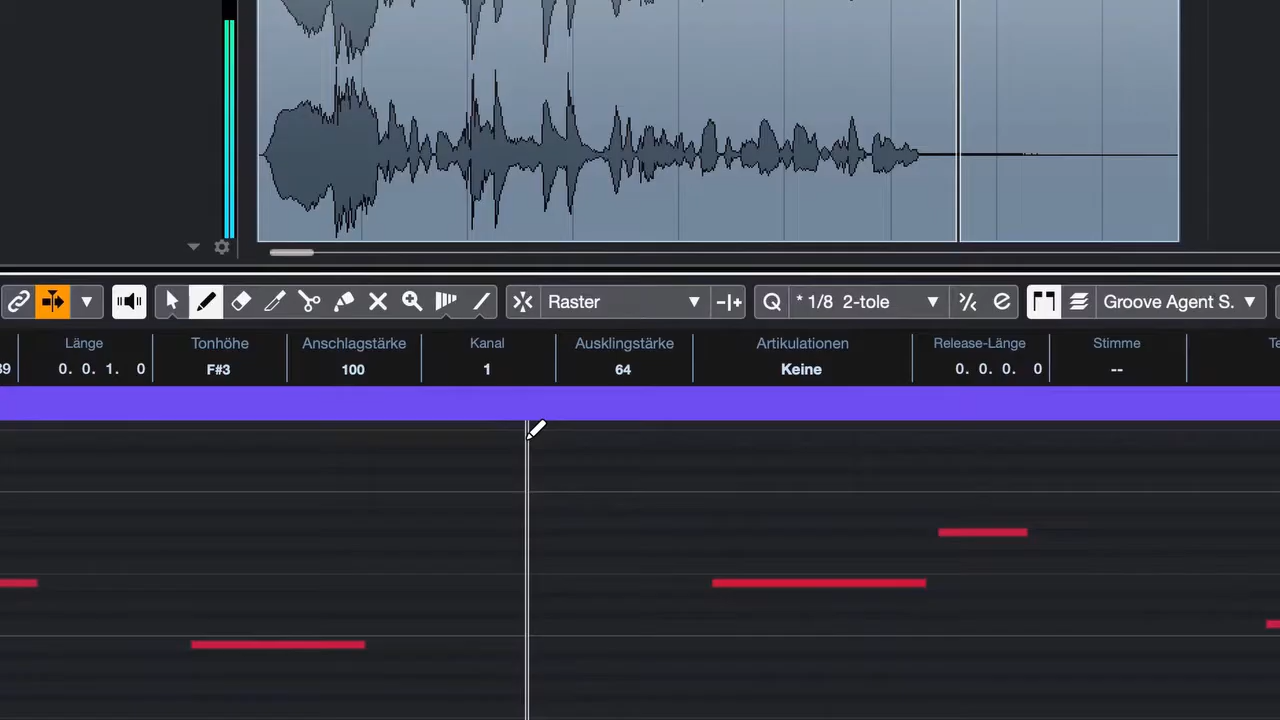 Raster
Q
* 1/8 2-tole
e
Groove Agent S.
Länge Tonhöhe Anschlagstärke Kanal Ausklingstärke Artikulationen Release-Länge Stimme
0. 0. 1. 0 F#3 100 1 64 Keine 0. 0. 0. 0 --